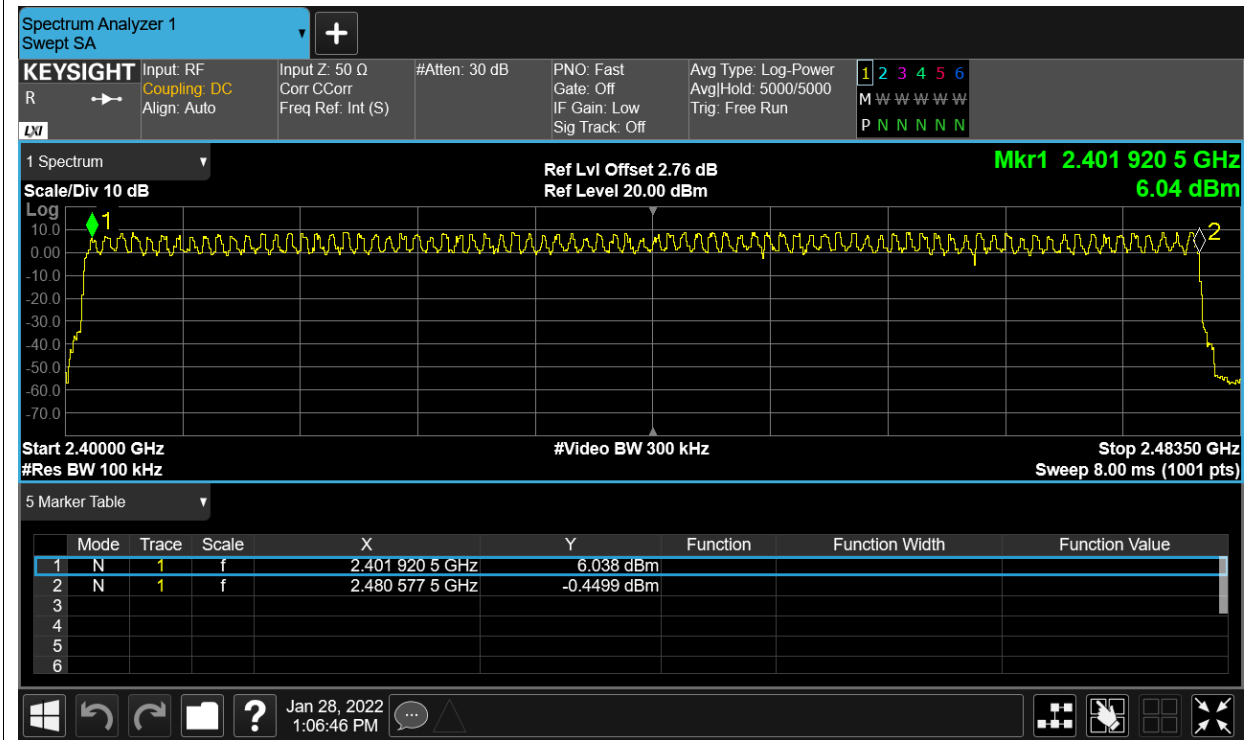 Spectrum Analyzer 1
Swept SA
KEYSIGHT
R
LXI
Input: RF
Coupling: DC
Align: Auto
Input Z: 50 Ω
Corr CCorr
Freq Ref: Int (S)
#Atten: 30 dB
PNO: Fast
Gate: Off
IF Gain: Low
Sig Track: Off
Avg Type: Log-Power
Avg|Hold: 5000/5000
Trig: Free Run
1 2 3 4 5 6
M W W W W W
P N N N N N
1 Spectrum
Scale/Div 10 dB
Ref Lvl Offset 2.76 dB
Ref Level 20.00 dBm
Mkr1 2.401 920 5 GHz
6.04 dBm
Log
10.0
0.00
-10.0
-20.0
-30.0
-40.0
-50.0
-60.0
-70.0
1
2
Start 2.40000 GHz
#Video BW 300 kHz
Stop 2.48350 GHz
#Res BW 100 kHz
Sweep 8.00 ms (1001 pts)
5 Marker Table
Mode Trace Scale X Y Function Function Width Function Value
1 N 1 f 2.401 920 5 GHz 6.038 dBm
2 N 1 f 2.480 577 5 GHz -0.4499 dBm
3
4
5
6
?
Jan 28, 2022
1:06:46 PM